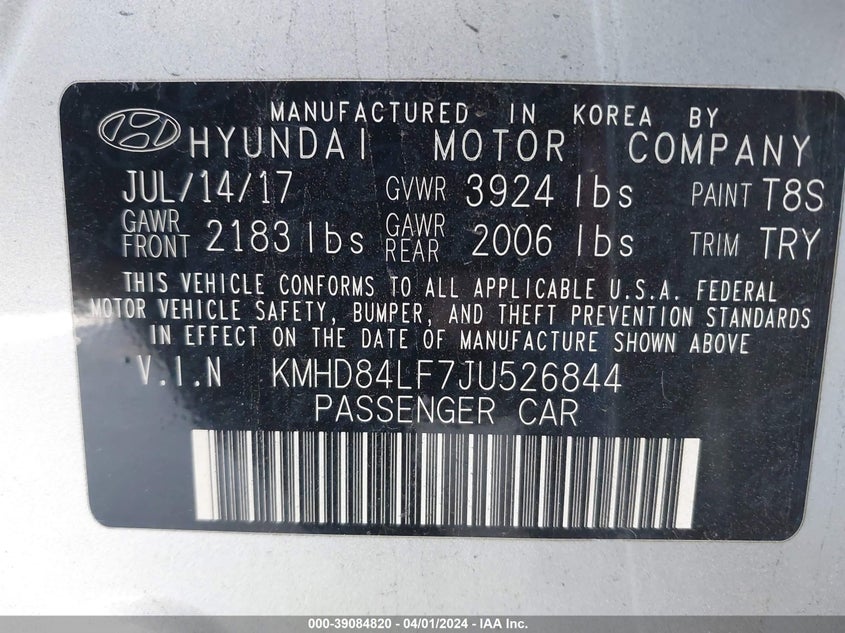 MANUFACTURED IN KOREA BY
HYUNDAI MOTOR COMPANY
JUL/14/17 GVWR 3924 lbs PAINT T8S
GAWR FRONT 2183 lbs GAWR REAR 2006 lbs TRIM TRY
THIS VEHICLE CONFORMS TO ALL APPLICABLE U.S.A. FEDERAL
MOTOR VEHICLE SAFETY, BUMPER, AND THEFT PREVENTION STANDARDS
IN EFFECT ON THE DATE OF MANUFACTURE SHOWN ABOVE
V.I.N KMHD84LF7JU526844
PASSENGER CAR
000-39084820 - 04/01/2024 - IAA Inc.